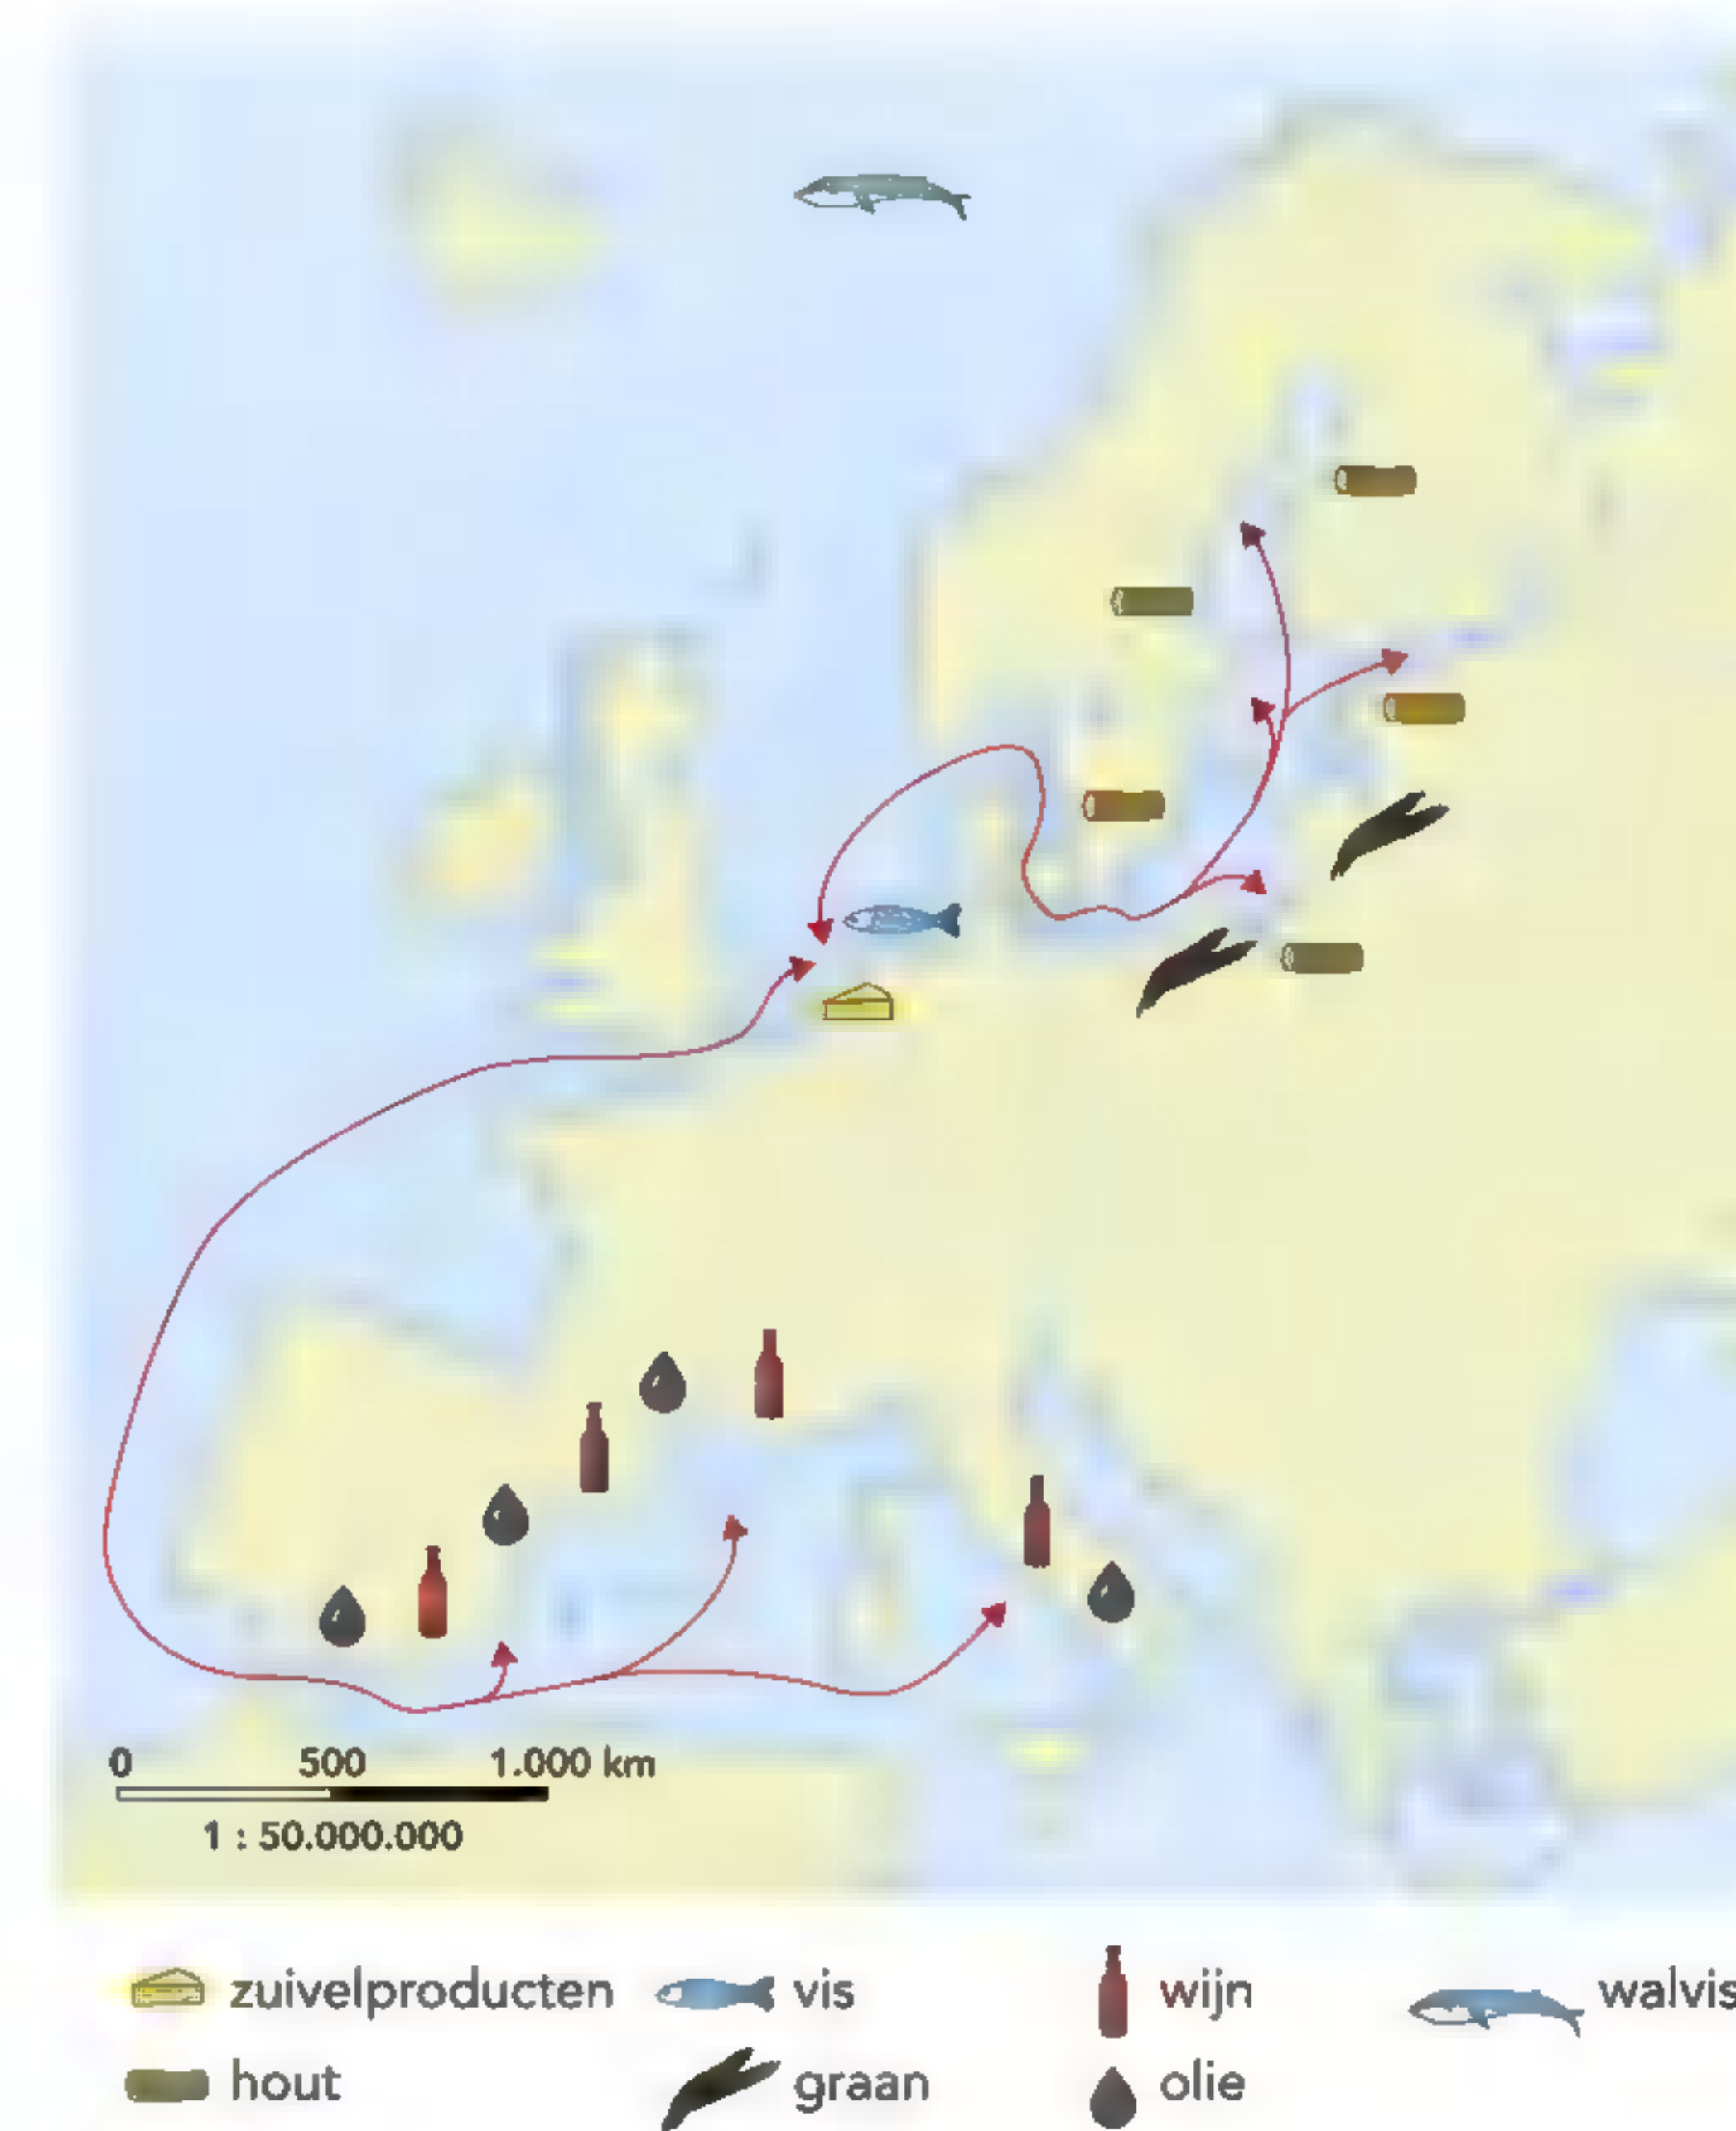 0 500 1.000 km
1 : 50.000.000
zuivelproducten vis wijn walvis
hout graan olie